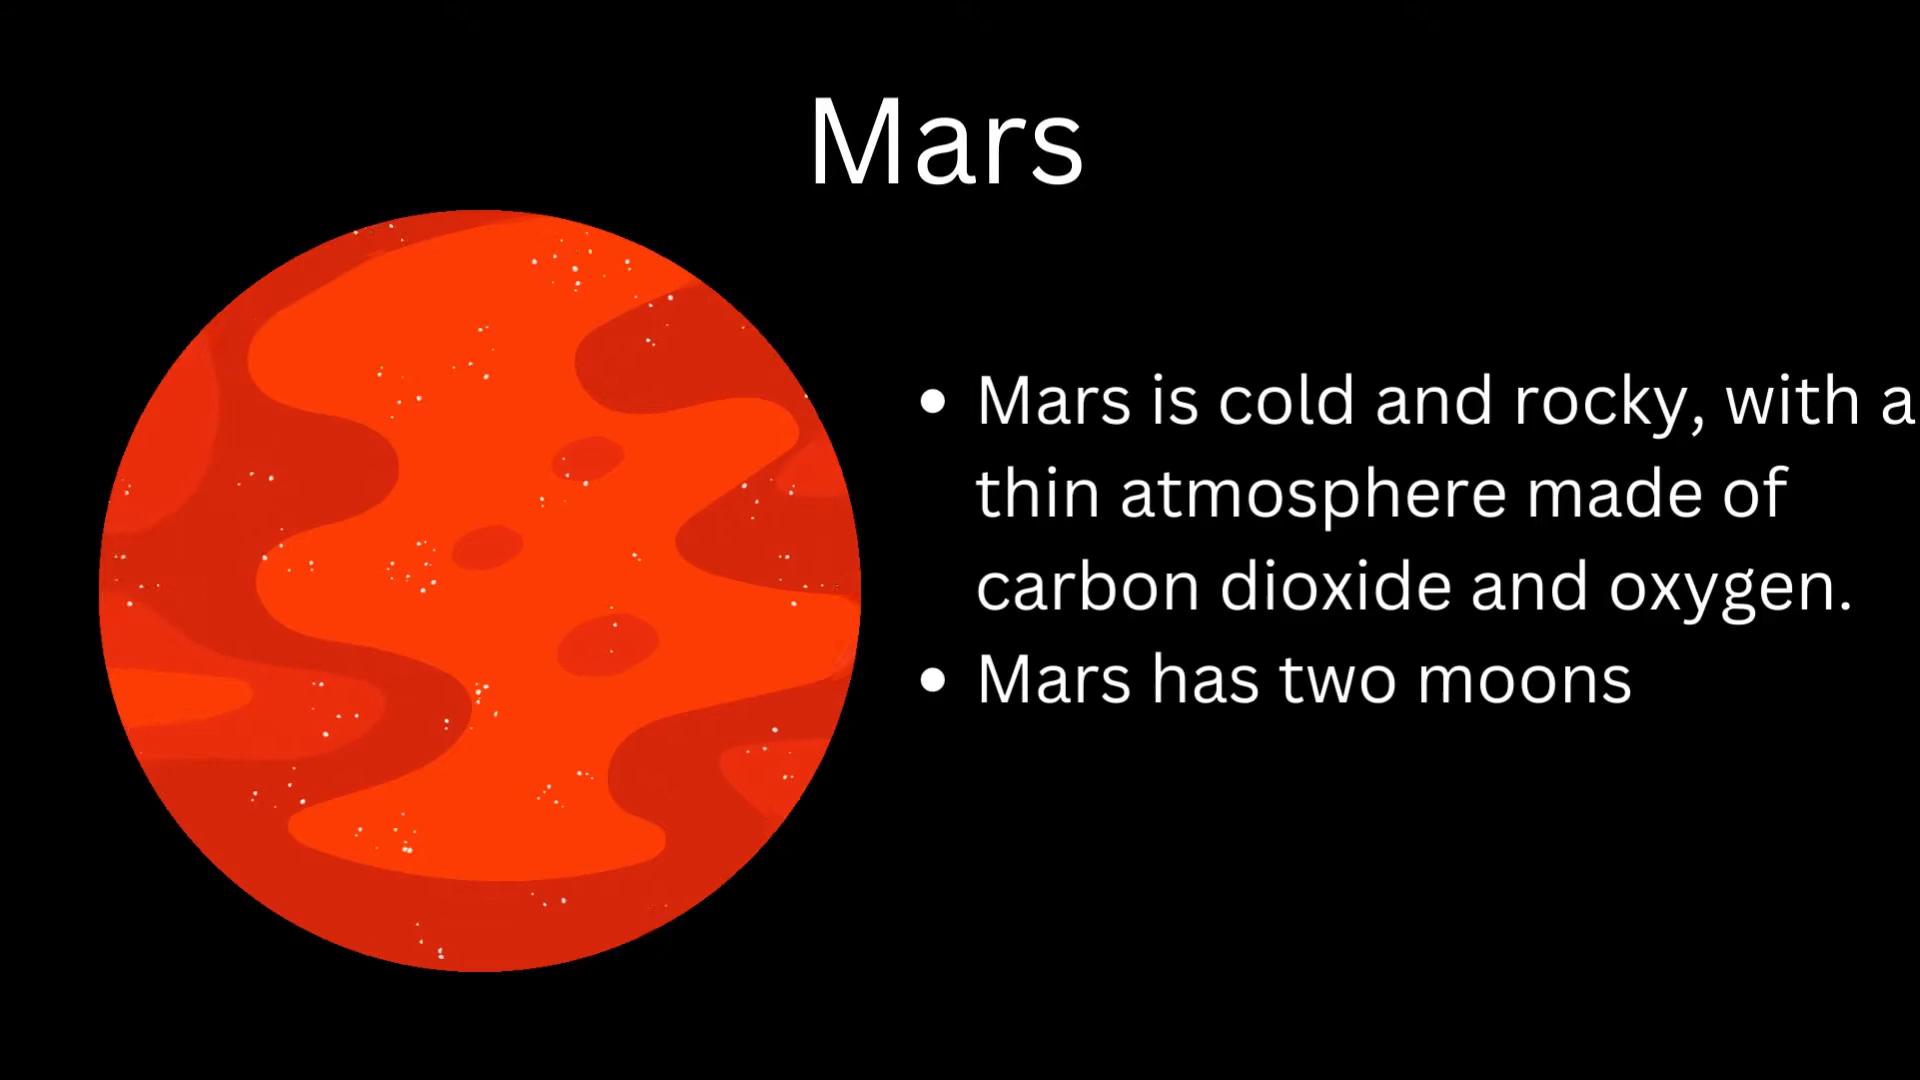 Mars
• Mars is cold and rocky, with a
thin atmosphere made of
carbon dioxide and oxygen.
• Mars has two moons